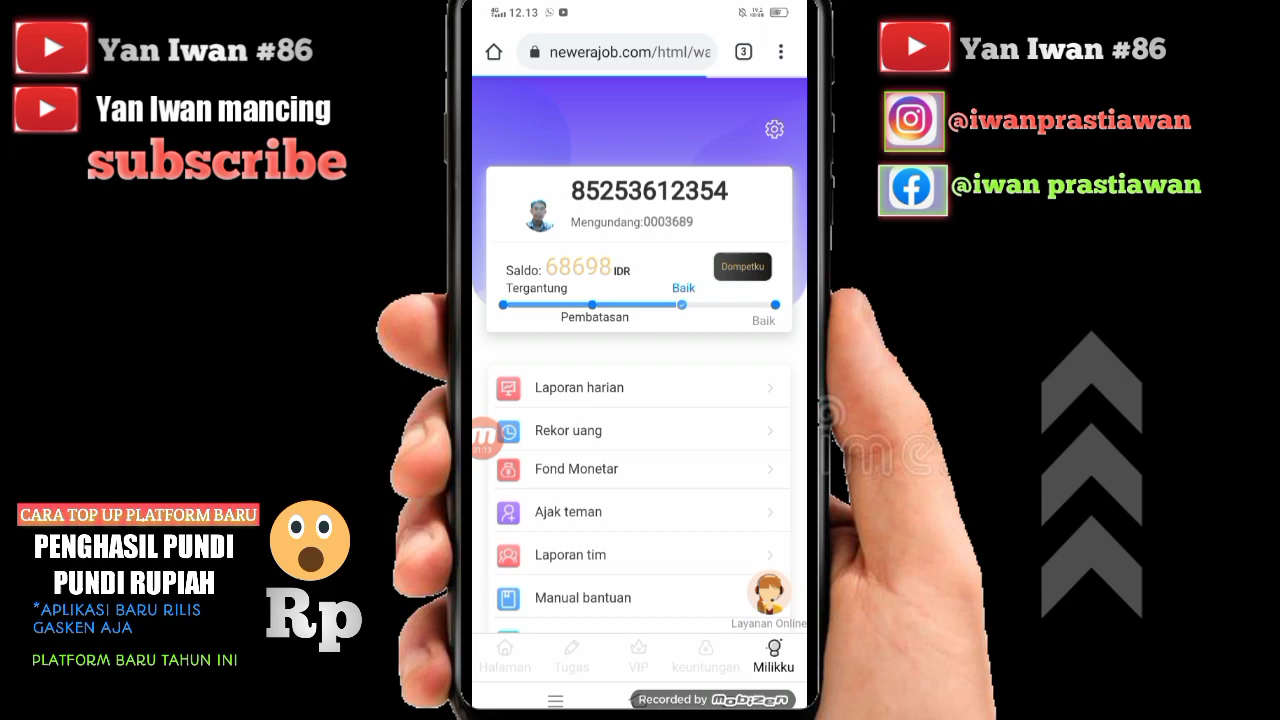 Yan Iwan #86
Yan Iwan mancing
subscribe
CARA TOP UP PLATFORM BARU
PENGHASIL PUNDI
PUNDI RUPIAH
*APLIKASI BARU RILIS
GASKEN AJA
PLATFORM BARU TAHUN INI
Rp
4G 12.13
newerajob.com/html/wa
3
85253612354
Mengundang:0003689
Saldo: 68698 IDR
Dompetku
Tergantung
Baik
Pembatasan
Baik
Laporan harian
Rekor uang
01:13
Fond Monetar
Ajak teman
Laporan tim
Manual bantuan
Layanan Online
Halaman
Tugas
VIP
keuntungan
Milikku
Recorded by Mobizen
Yan Iwan #86
@iwanprastiawan
@iwan prastiawan